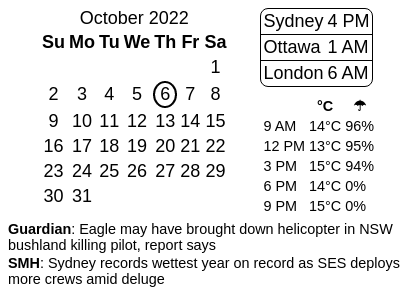 October 2022
Su Mo Tu We Th Fr Sa
1
2 3 4 5 6 7 8
9 10 11 12 13 14 15
16 17 18 19 20 21 22
23 24 25 26 27 28 29
30 31
Sydney 4 PM
Ottawa 1 AM
London 6 AM
°C ☂
9 AM 14°C 96%
12 PM 13°C 95%
3 PM 15°C 94%
6 PM 14°C 0%
9 PM 15°C 0%
Guardian: Eagle may have brought down helicopter in NSW
bushland killing pilot, report says
SMH: Sydney records wettest year on record as SES deploys
more crews amid deluge